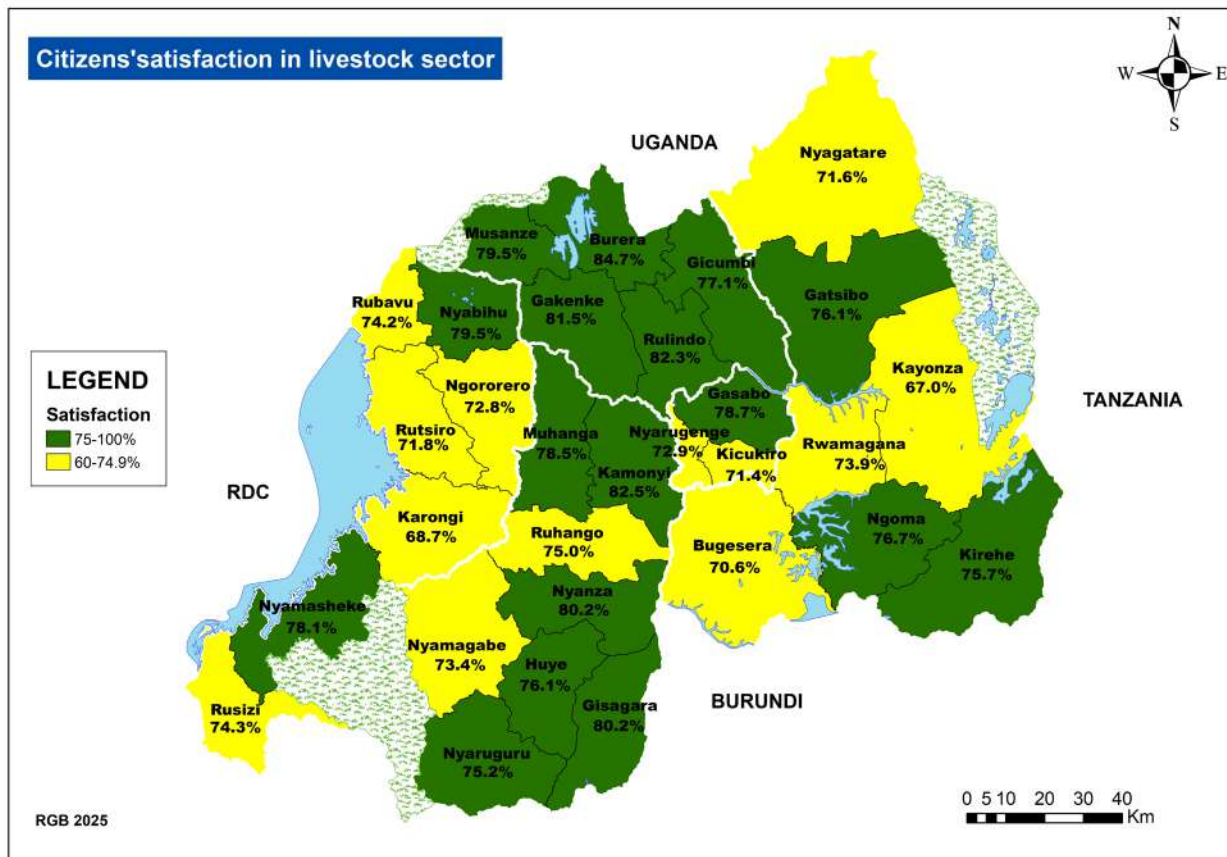 Citizens'satisfaction in livestock sector
N
W E
S
UGANDA
Nyagatare
71.6%
Musanze
79.5%
Burera
84.7%
Gicumbi
77.1%
Gatsibo
76.1%
Rubavu
74.2%
Nyabihu
79.5%
Gakenke
81.5%
Rulindo
82.3%
Kayonza
67.0%
LEGEND
Satisfaction
75-100%
60-74.9%
Ngororero
72.8%
Gasabo
78.7%
TANZANIA
Rutsiro
71.8%
Muhanga
78.5%
Nyarugenge
72.9%
Kicukiro
71.4%
Rwamagana
73.9%
Kamonyi
82.5%
RDC
Karongi
68.7%
Ruhango
75.0%
Bugesera
70.6%
Ngoma
76.7%
Kirehe
75.7%
Nyamasheke
78.1%
Nyanza
80.2%
Nyamagabe
73.4%
Huye
76.1%
Gisagara
80.2%
BURUNDI
Rusizi
74.3%
Nyaruguru
75.2%
RGB 2025
0 5 10 20 30 40
Km